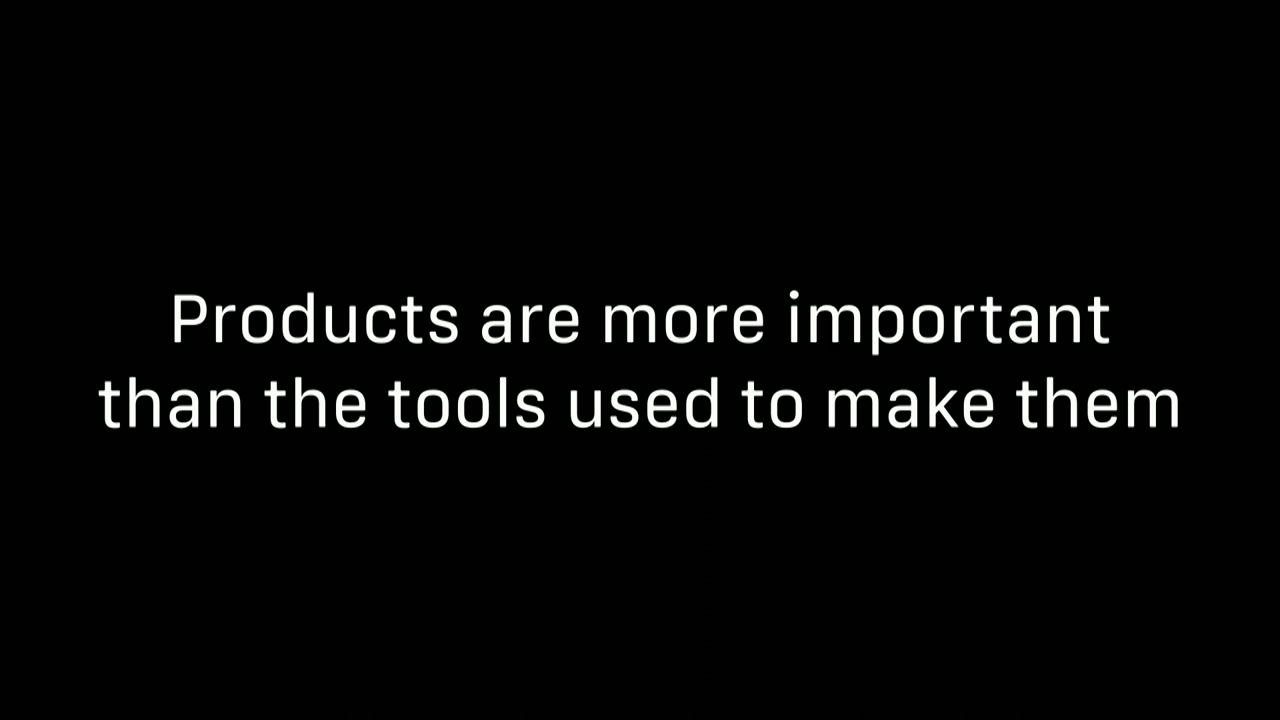 Products are more important
than the tools used to make them